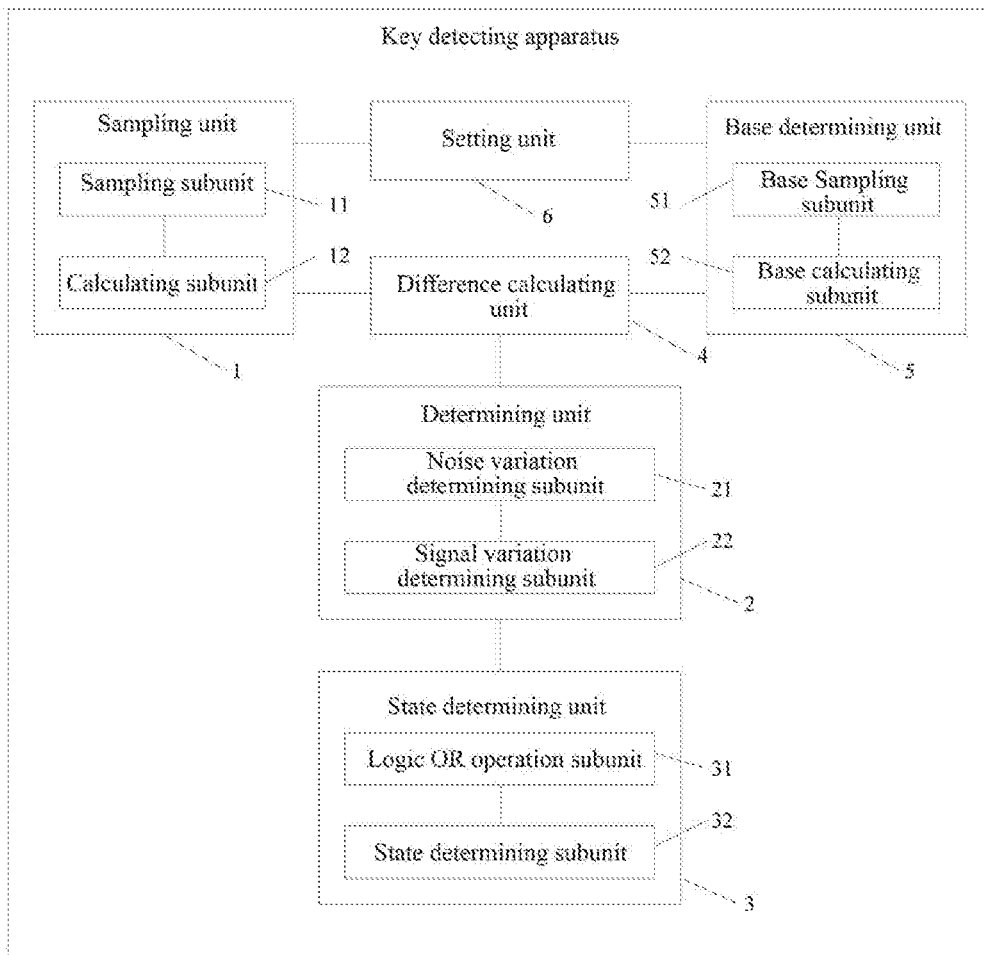 Key detecting apparatus
Sampling unit
Sampling subunit
11
Calculating subunit
12
1
Setting unit
6
Base determining unit
51
Base Sampling
subunit
52
Base calculating
subunit
5
Difference calculating
unit
4
Determining unit
Noise variation
determining subunit
21
Signal variation
determining subunit
22
2
State determining unit
Logic OR operation subunit
31
State determining subunit
32
3